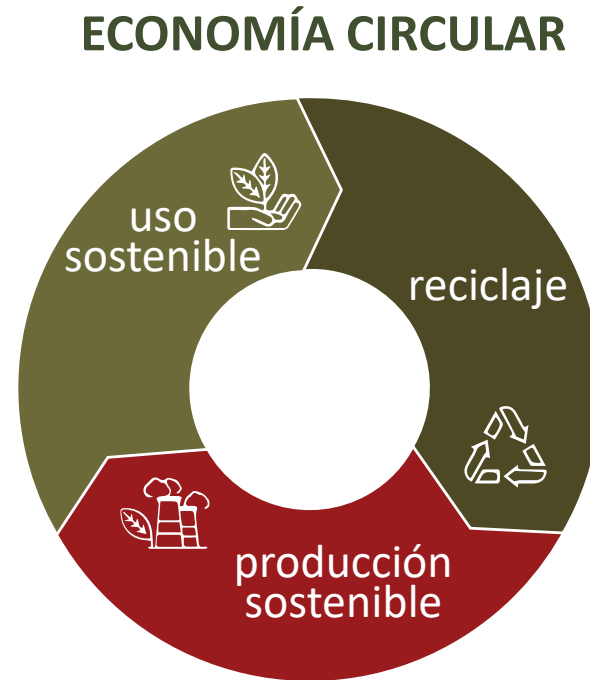 ECONOMÍA CIRCULAR
uso
sostenible
reciclaje
producción
sostenible